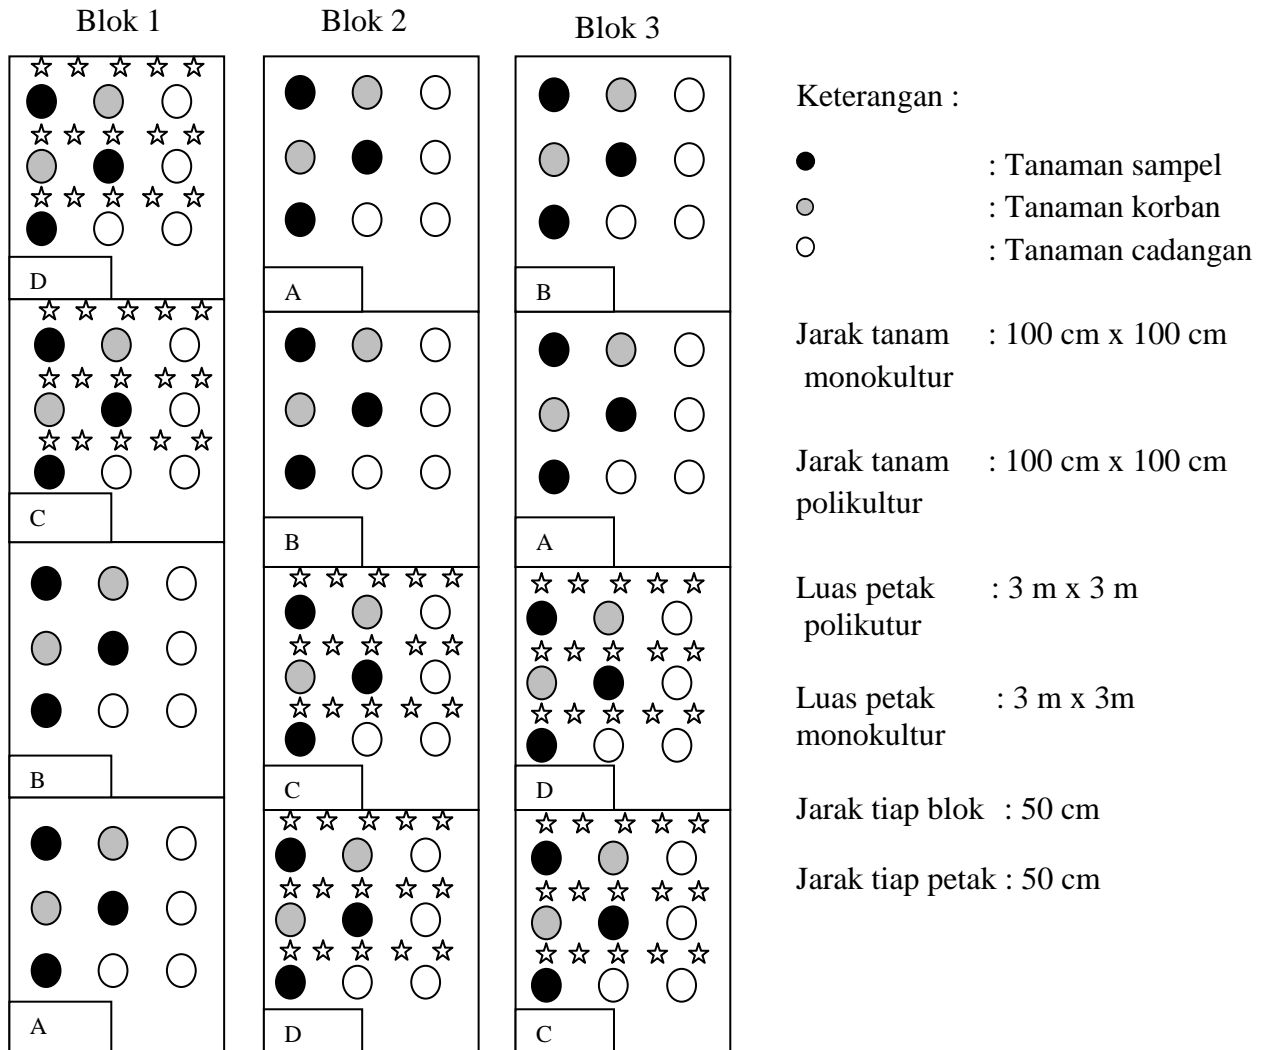 Blok 1
Blok 2
Blok 3
D
C
B
A
A
B
C
D
B
A
D
C
Keterangan :
: Tanaman sampel
: Tanaman korban
: Tanaman cadangan
Jarak tanam : 100 cm x 100 cm
monokultur
Jarak tanam : 100 cm x 100 cm
polikultur
Luas petak : 3 m x 3 m
polikutur
Luas petak : 3 m x 3m
monokultur
Jarak tiap blok : 50 cm
Jarak tiap petak : 50 cm